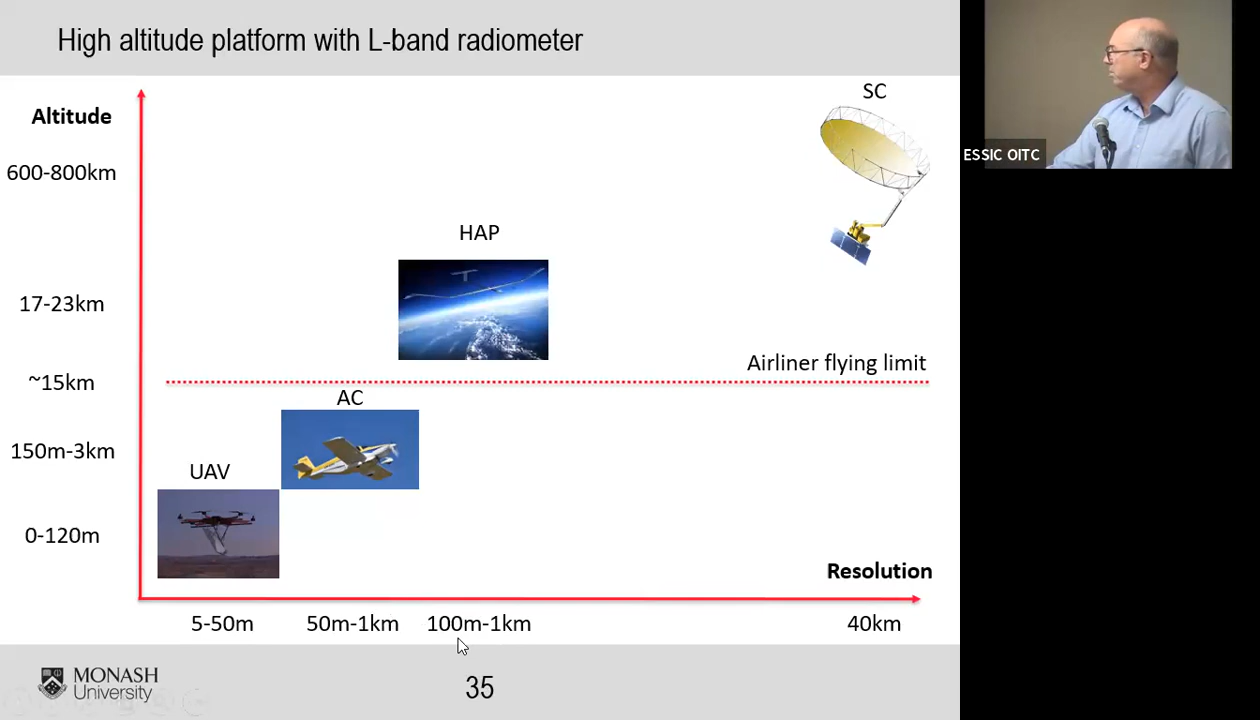 High altitude platform with L-band radiometer
ESSIC OITC
Altitude
600-800km
17-23km
~15km
150m-3km
0-120m
SC
HAP
Airliner flying limit
AC
UAV
Resolution
5-50m
50m-1km
100m-1km
40km
MONASH
University
35